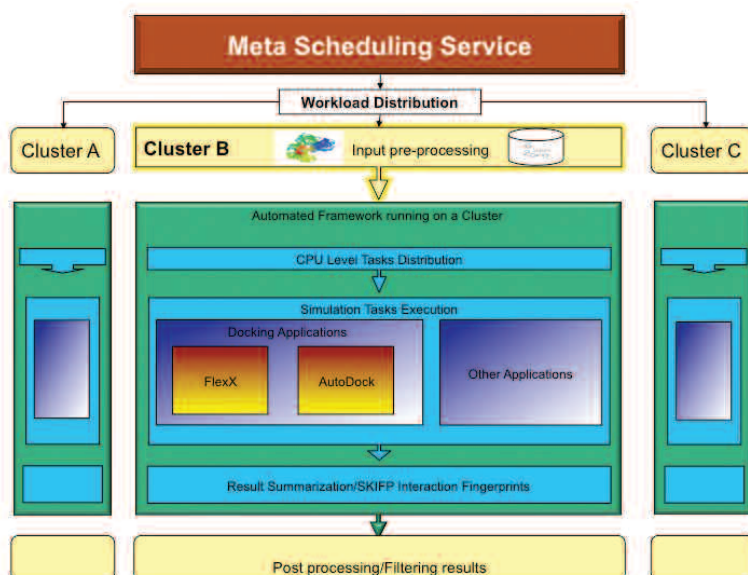 Meta Scheduling Service
Workload Distribution
Cluster A
Cluster B
Input pre-processing
Cluster C
Automated Framework running on a Cluster
CPU Level Tasks Distribution
Simulation Tasks Execution
Docking Applications
FlexX
AutoDock
Other Applications
Result Summarization/SKIFP Interaction Fingerprints
Post processing/Filtering results